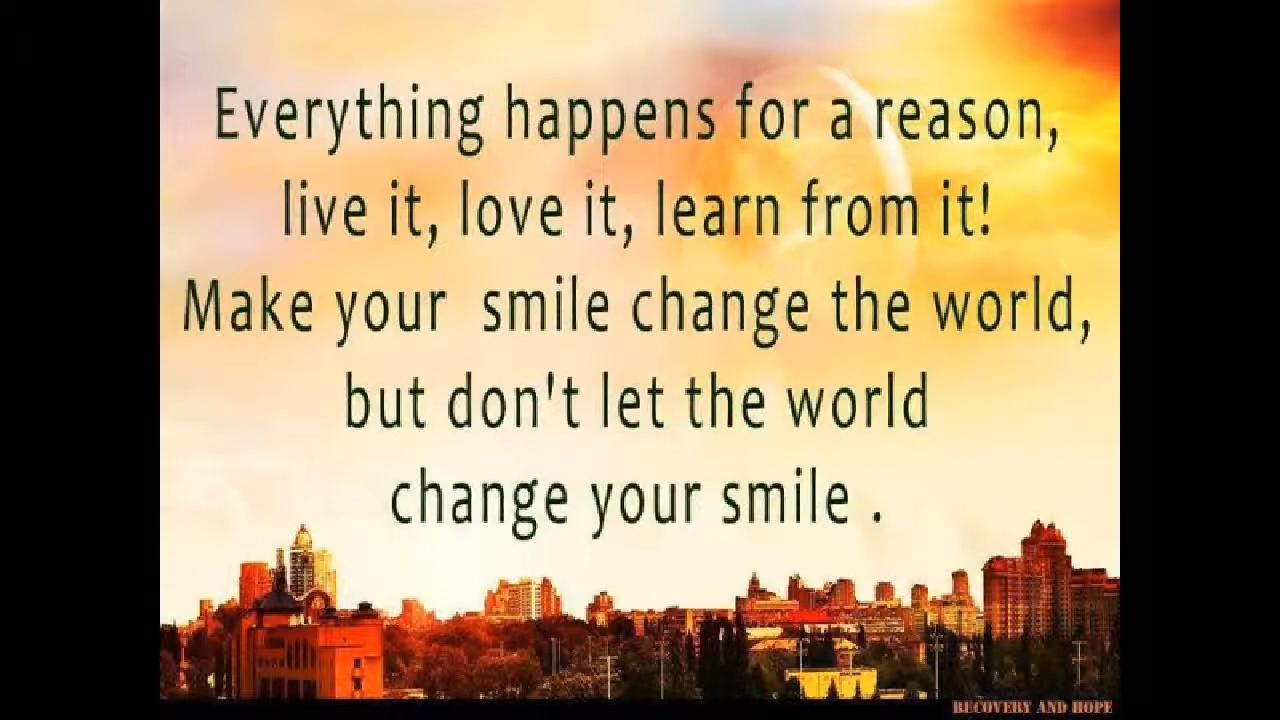 Everything happens for a reason,
live it, love it, learn from it!
Make your smile change the world,
but don't let the world
change your smile .
RECOVERY AND HOPE